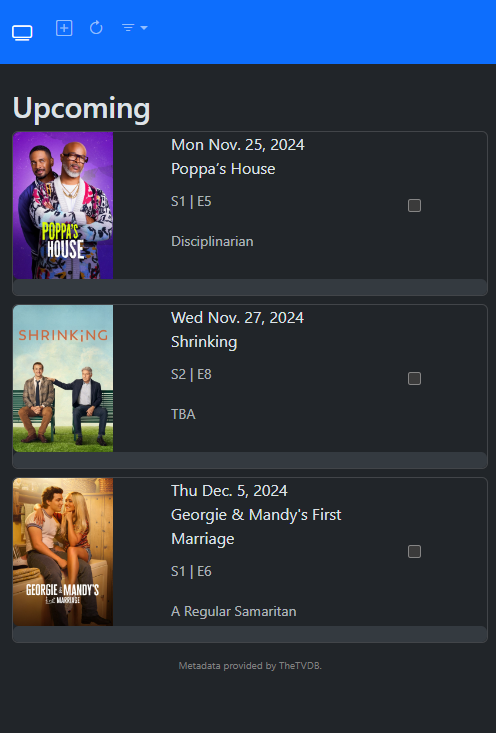 Upcoming
Mon Nov. 25, 2024
Poppa's House
S1 | E5
Disciplinarian
POPPA'S
HOUSE
Wed Nov. 27, 2024
Shrinking
S2 | E8
TBA
SHRINKING
Thu Dec. 5, 2024
Georgie & Mandy's First
Marriage
S1 | E6
A Regular Samaritan
GEORGIE & MANDY'S
first MARRIAGE
Metadata provided by TheTVDB.